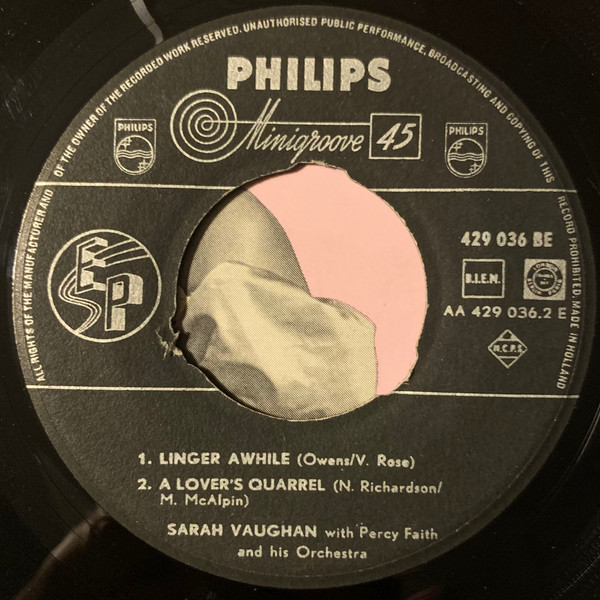 OF THE OWNER OF THE RECORDED WORK RESERVED. UNAUTHORISED PUBLIC PERFORMANCE, BROADCASTING AND COPYING OF THIS
RECORD PROHIBITED. MADE IN HOLLAND
ALL RIGHTS OF THE MANUFACTURER AND
PHILIPS
Minigroove 45
PHILIPS
PHILIPS
EP
429 036 BE
B.I.E.M.
AA 429 036.2 E
M.C.P.S.
1. LINGER AWHILE (Owens/V. Rose)
2. A LOVER'S QUARREL (N. Richardson/
M. McAlpin)
SARAH VAUGHAN with Percy Faith
and his Orchestra